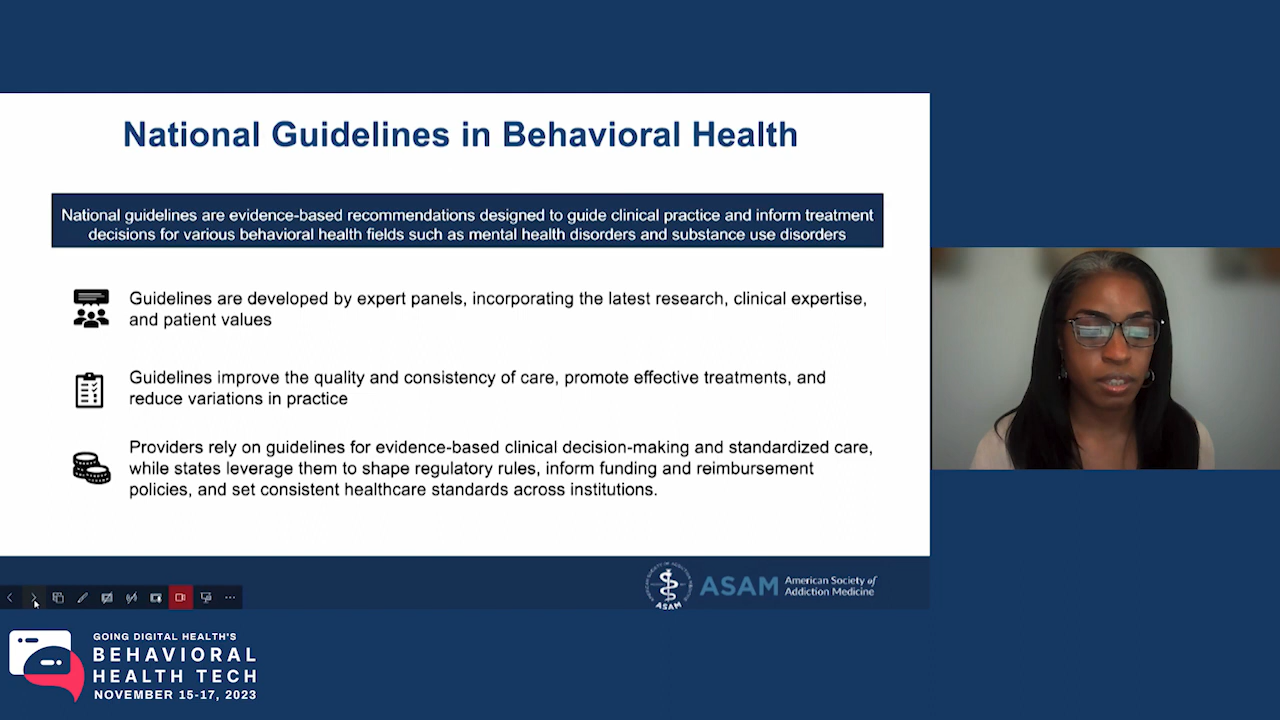 National Guidelines in Behavioral Health
National guidelines are evidence-based recommendations designed to guide clinical practice and inform treatment
decisions for various behavioral health fields such as mental health disorders and substance use disorders
Guidelines are developed by expert panels, incorporating the latest research, clinical expertise,
and patient values
Guidelines improve the quality and consistency of care, promote effective treatments, and
reduce variations in practice
Providers rely on guidelines for evidence-based clinical decision-making and standardized care,
while states leverage them to shape regulatory rules, inform funding and reimbursement
policies, and set consistent healthcare standards across institutions.
ASAM
ASAM
American Society of
Addiction Medicine
GOING DIGITAL HEALTH'S
BEHAVIORAL
HEALTH TECH
NOVEMBER 15-17, 2023